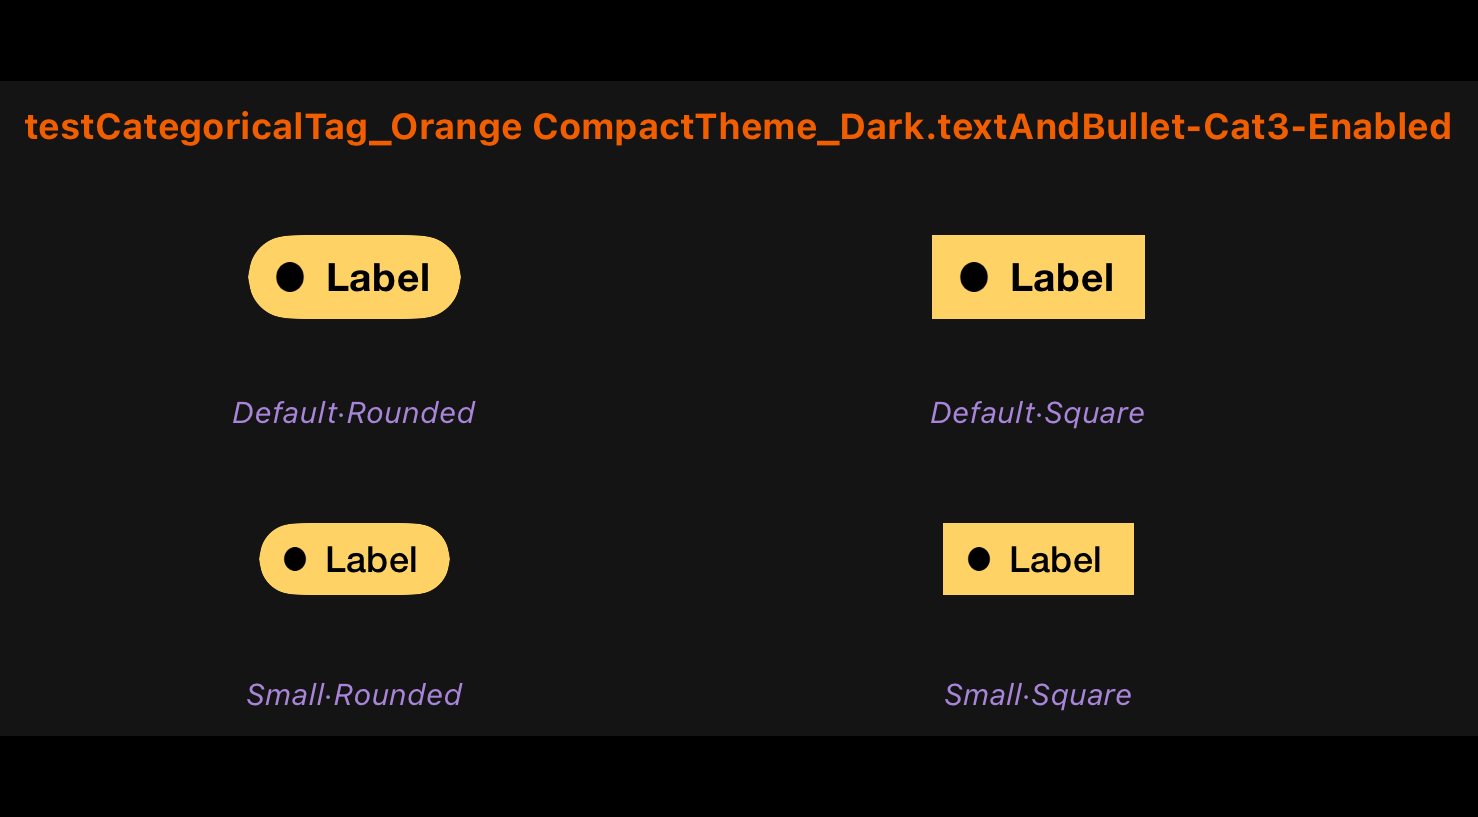 testCategoricalTag_Orange CompactTheme_Dark.textAndBullet-Cat3-Enabled
Label
Label
Default·Rounded
Default·Square
Label
Label
Small·Rounded
Small·Square